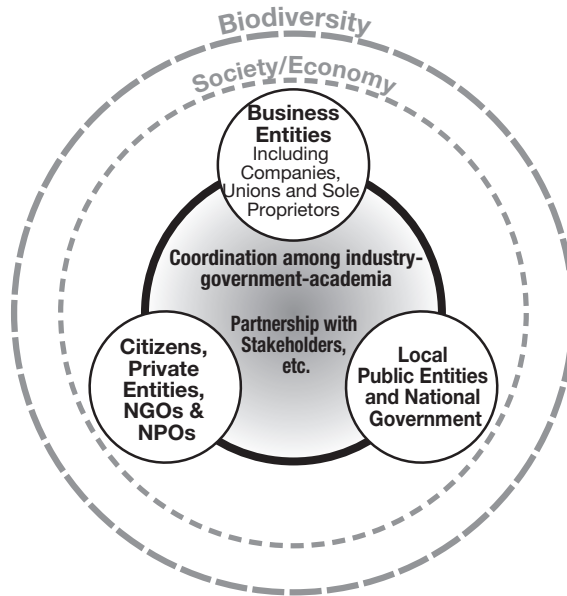 Biodiversity
Society/Economy
Business
Entities
Including
Companies,
Unions and Sole
Proprietors
Coordination among industry-
government-academia
Partnership with
Stakeholders,
etc.
Citizens,
Private
Entities,
NGOs &
NPOs
Local
Public Entities
and National
Government